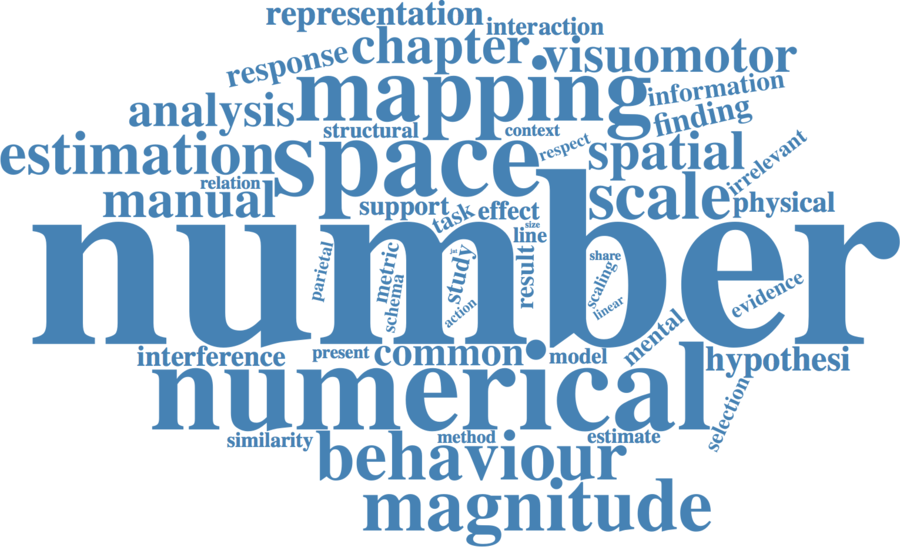 representation
interaction
response
chapter
visuomotor
mapping
information
analysis
finding
structural
context
estimation
space
respect
spatial
irrelevant
relation
manual
scale
physical
support
task
effect
size
line
number
parietal
metric
schema
jnt
study
action
result
share
scaling
linear
evidence
mental
interference
present
common
model
hypothesi
numerical
selection
similarity
method
estimate
behaviour
magnitude